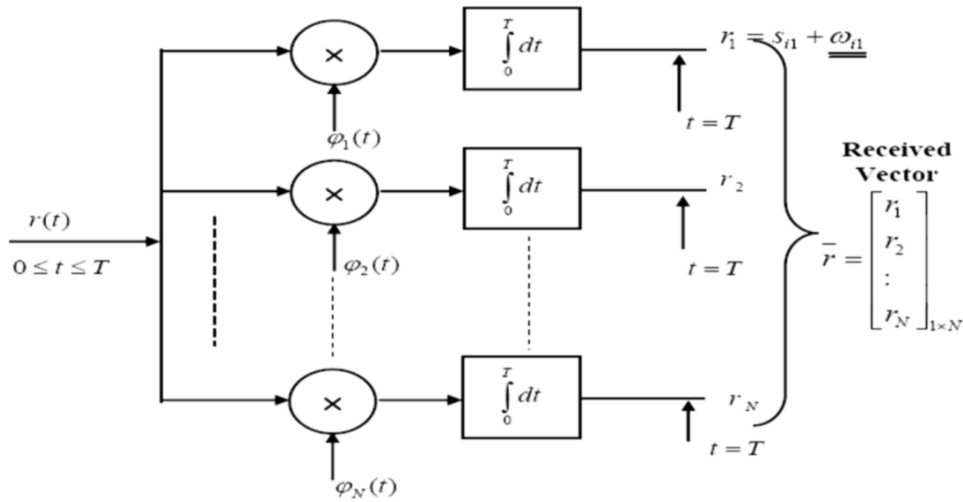 × ∫₀ᵀ dt r₁ = sᵢ₁ + ωᵢ₁
φ₁(t) t = T
× ∫₀ᵀ dt r₂
φ₂(t) t = T
r(t)
0 ≤ t ≤ T
Received
Vector
r̄ = [r₁ r₂ : r_N]₁×N
× ∫₀ᵀ dt r_N
φ_N(t) t = T